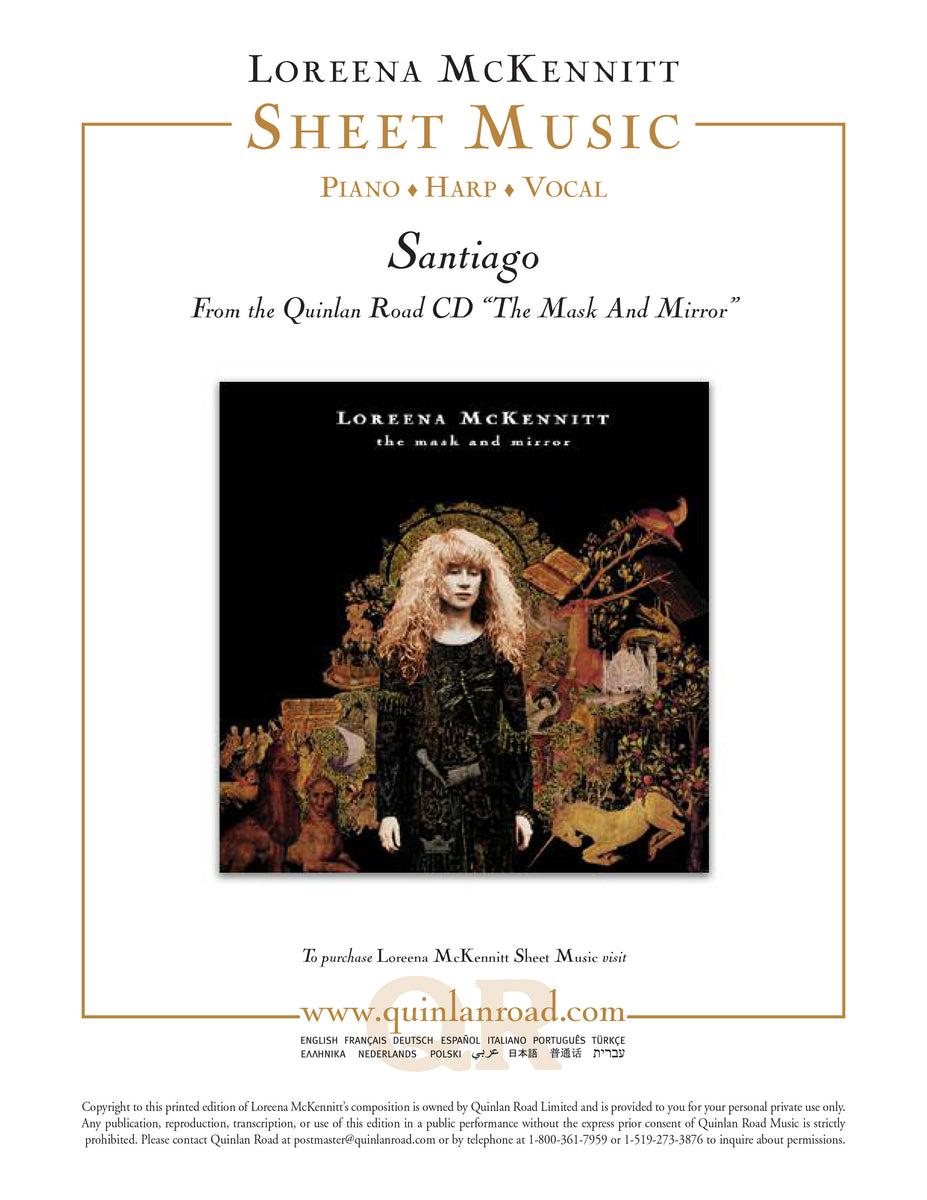 LOREENA MCKENNITT
SHEET MUSIC
PIANO ♦ HARP ♦ VOCAL
Santiago
From the Quinlan Road CD “The Mask And Mirror”
LOREENA MCKENNITT
the mask and mirror
To purchase Loreena McKennitt Sheet Music visit
QR
www.quinlanroad.com
ENGLISH FRANÇAIS DEUTSCH ESPAÑOL ITALIANO PORTUGUÊS TÜRKÇE
ΕΛΛΗΝΙΚΑ NEDERLANDS POLSKI عربي 日本語 普通话 עברית
Copyright to this printed edition of Loreena McKennitt’s composition is owned by Quinlan Road Limited and is provided to you for your personal private use only.
Any publication, reproduction, transcription, or use of this edition in a public performance without the express prior consent of Quinlan Road Music is strictly
prohibited. Please contact Quinlan Road at postmaster@quinlanroad.com or by telephone at 1-800-361-7959 or 1-519-273-3876 to inquire about permissions.